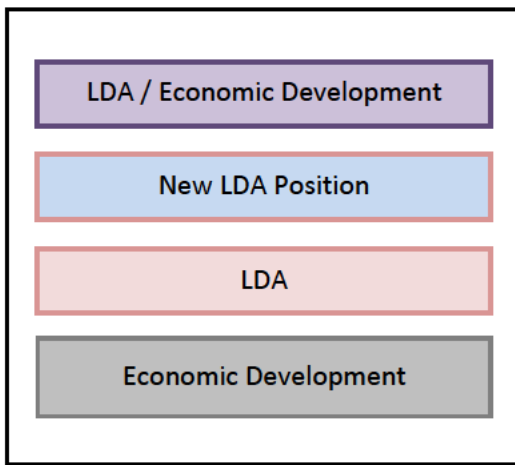 LDA / Economic Development
New LDA Position
LDA
Economic Development